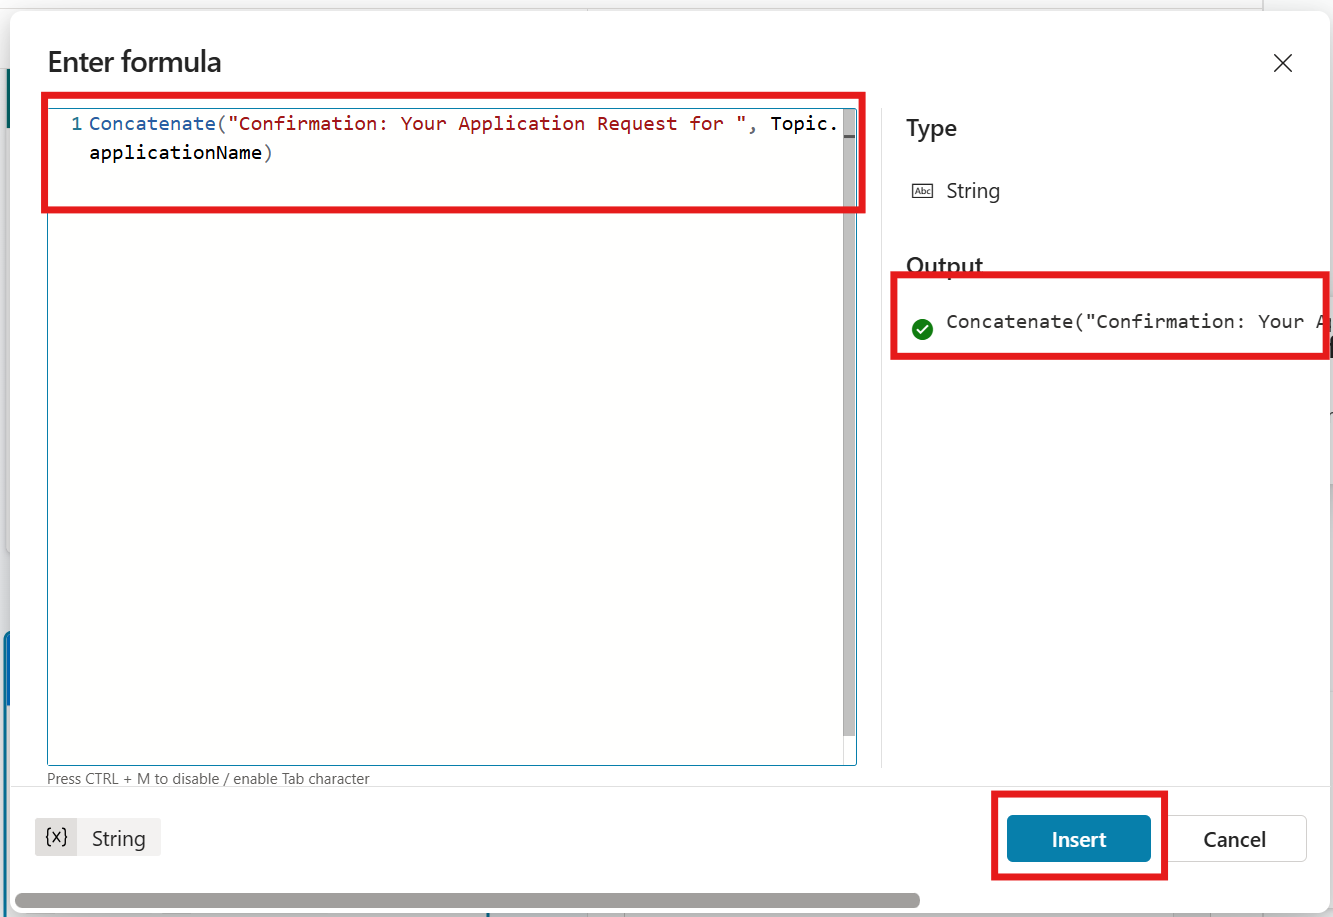 Enter formula
1 Concatenate("Confirmation: Your Application Request for ", Topic.
applicationName)
Type
Abc String
Output
Concatenate("Confirmation: Your
Press CTRL + M to disable / enable Tab character
{x} String
Insert
Cancel